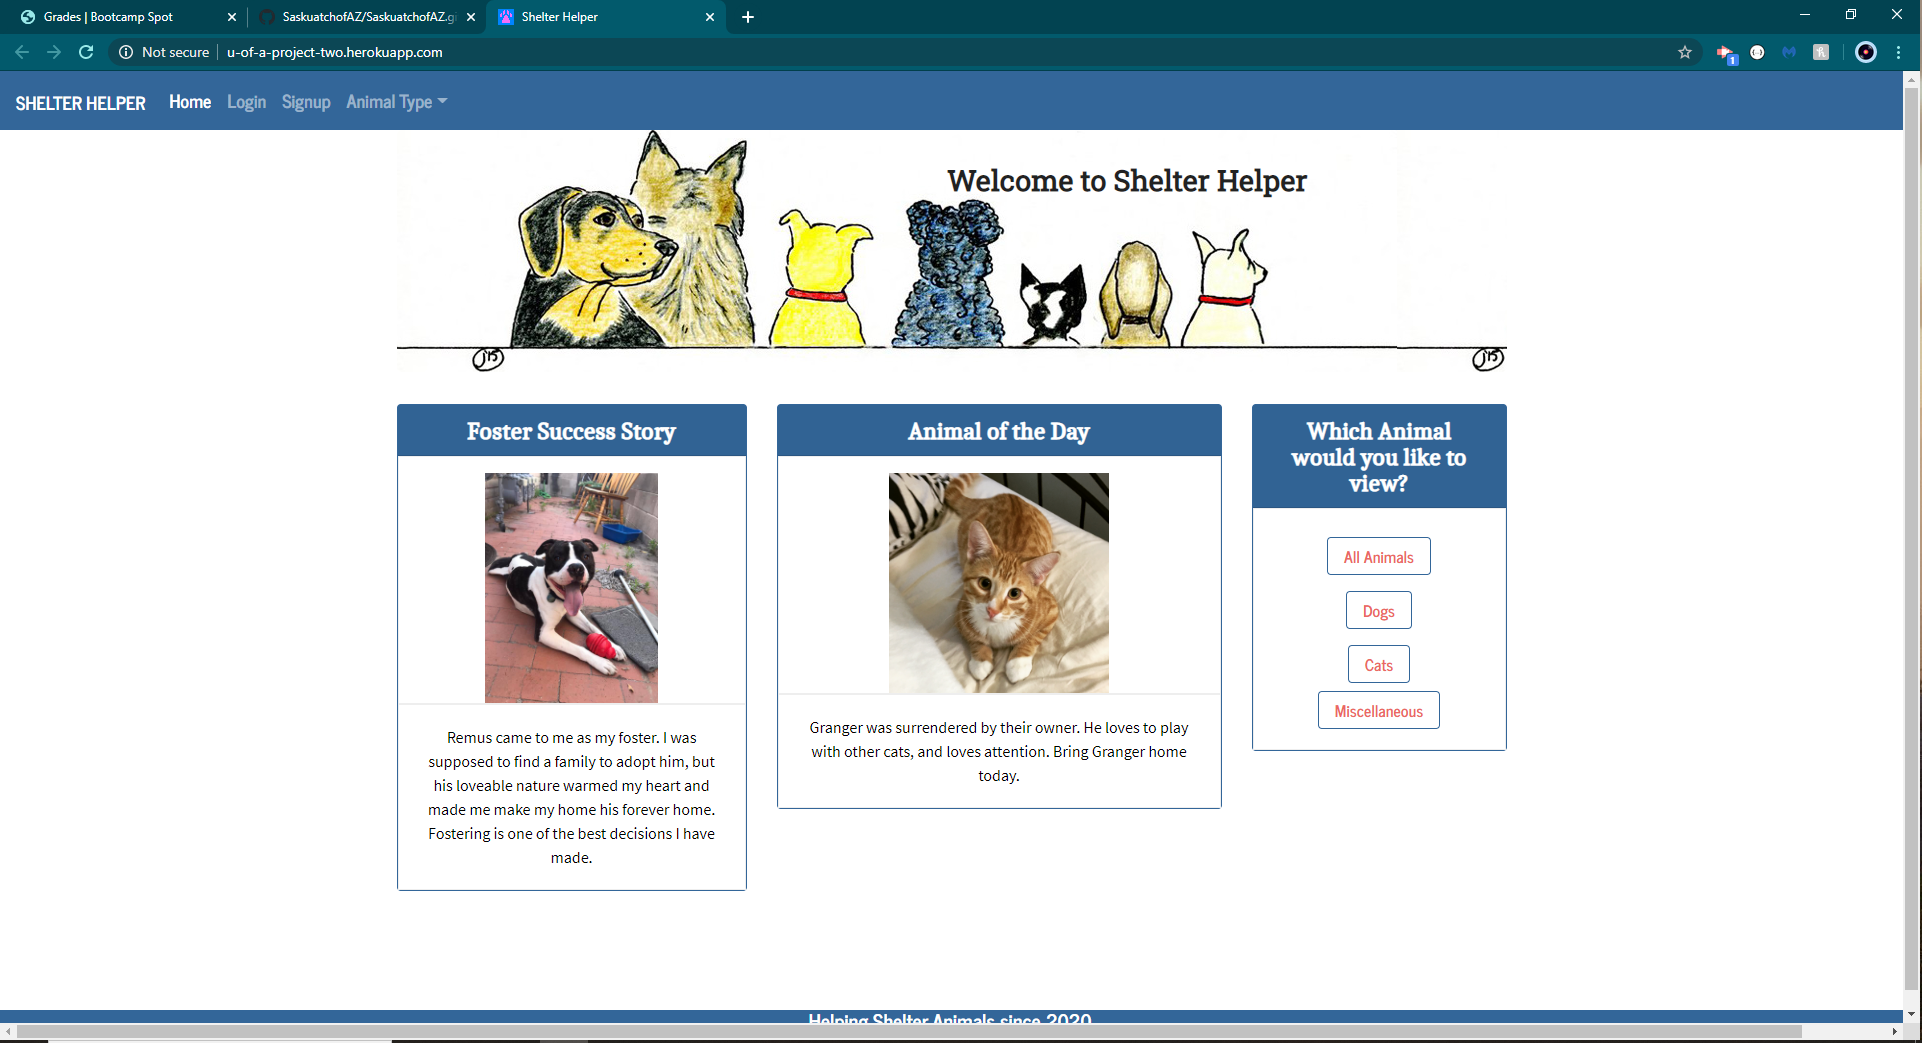 Grades | Bootcamp Spot
SaskuatchofAZ/SaskuatchofAZ.gi
Shelter Helper
Not secure
u-of-a-project-two.herokuapp.com
1
SHELTER HELPER
Home
Login
Signup
Animal Type
Welcome to Shelter Helper
J'15
J'15
Foster Success Story
Remus came to me as my foster. I was
supposed to find a family to adopt him, but
his loveable nature warmed my heart and
made me make my home his forever home.
Fostering is one of the best decisions I have
made.
Animal of the Day
Granger was surrendered by their owner. He loves to play
with other cats, and loves attention. Bring Granger home
today.
Which Animal
would you like to
view?
All Animals
Dogs
Cats
Miscellaneous
Helping Shelter Animals since 2020